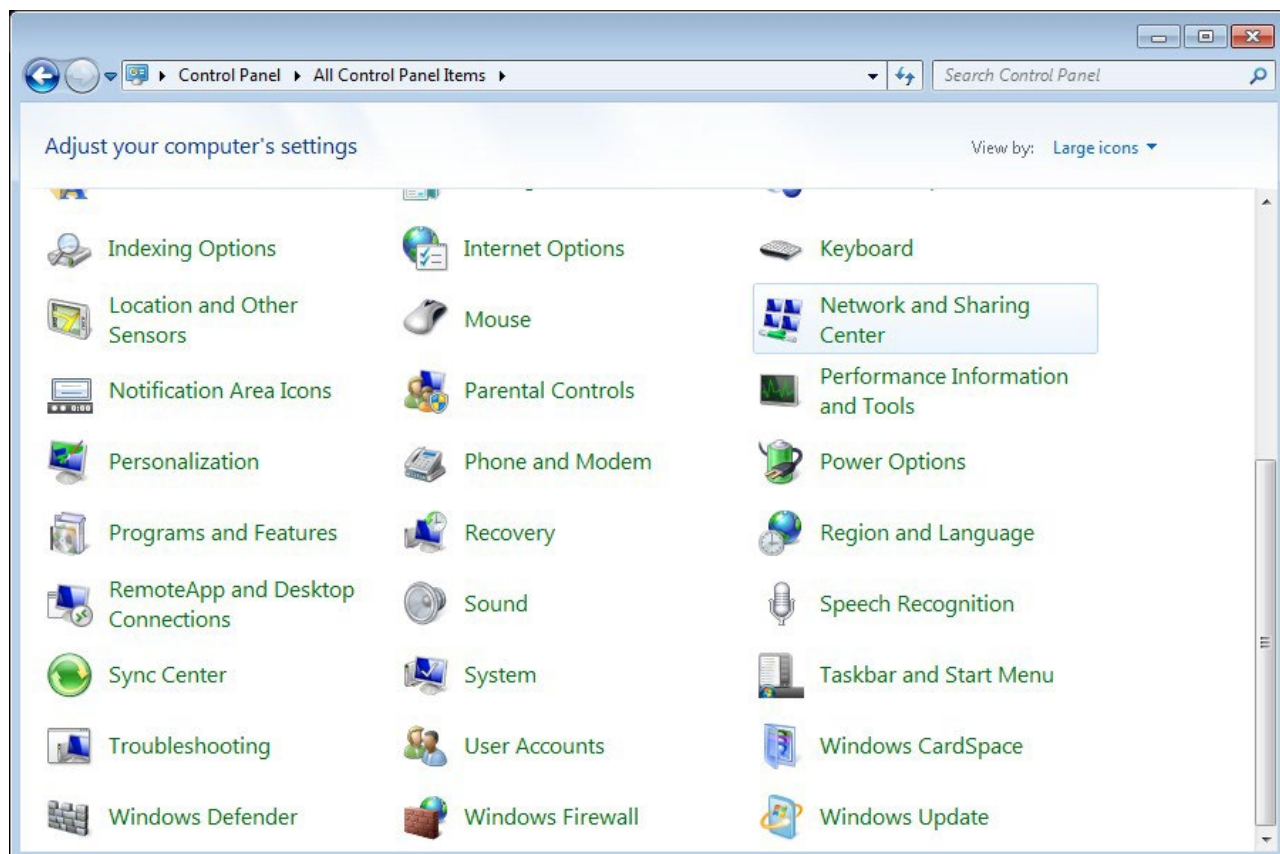 Control Panel All Control Panel Items
Search Control Panel
Adjust your computer's settings
View by: Large icons
Indexing Options
Internet Options
Keyboard
Location and Other
Sensors
Mouse
Network and Sharing
Center
Notification Area Icons
Parental Controls
Performance Information
and Tools
Personalization
Phone and Modem
Power Options
Programs and Features
Recovery
Region and Language
RemoteApp and Desktop
Connections
Sound
Speech Recognition
Sync Center
System
Taskbar and Start Menu
Troubleshooting
User Accounts
Windows CardSpace
Windows Defender
Windows Firewall
Windows Update